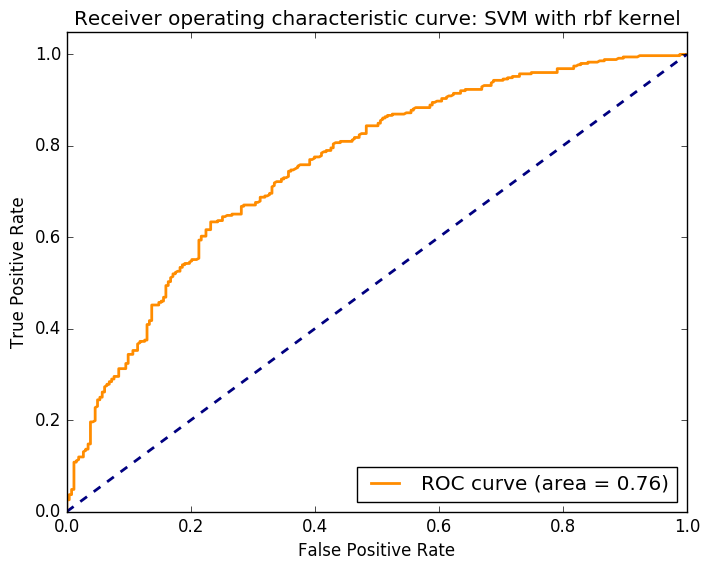 Receiver operating characteristic curve: SVM with rbf kernel
1.0
0.8
0.6
0.4
0.2
0.0
True Positive Rate
ROC curve (area = 0.76)
0.0 0.2 0.4 0.6 0.8 1.0
False Positive Rate